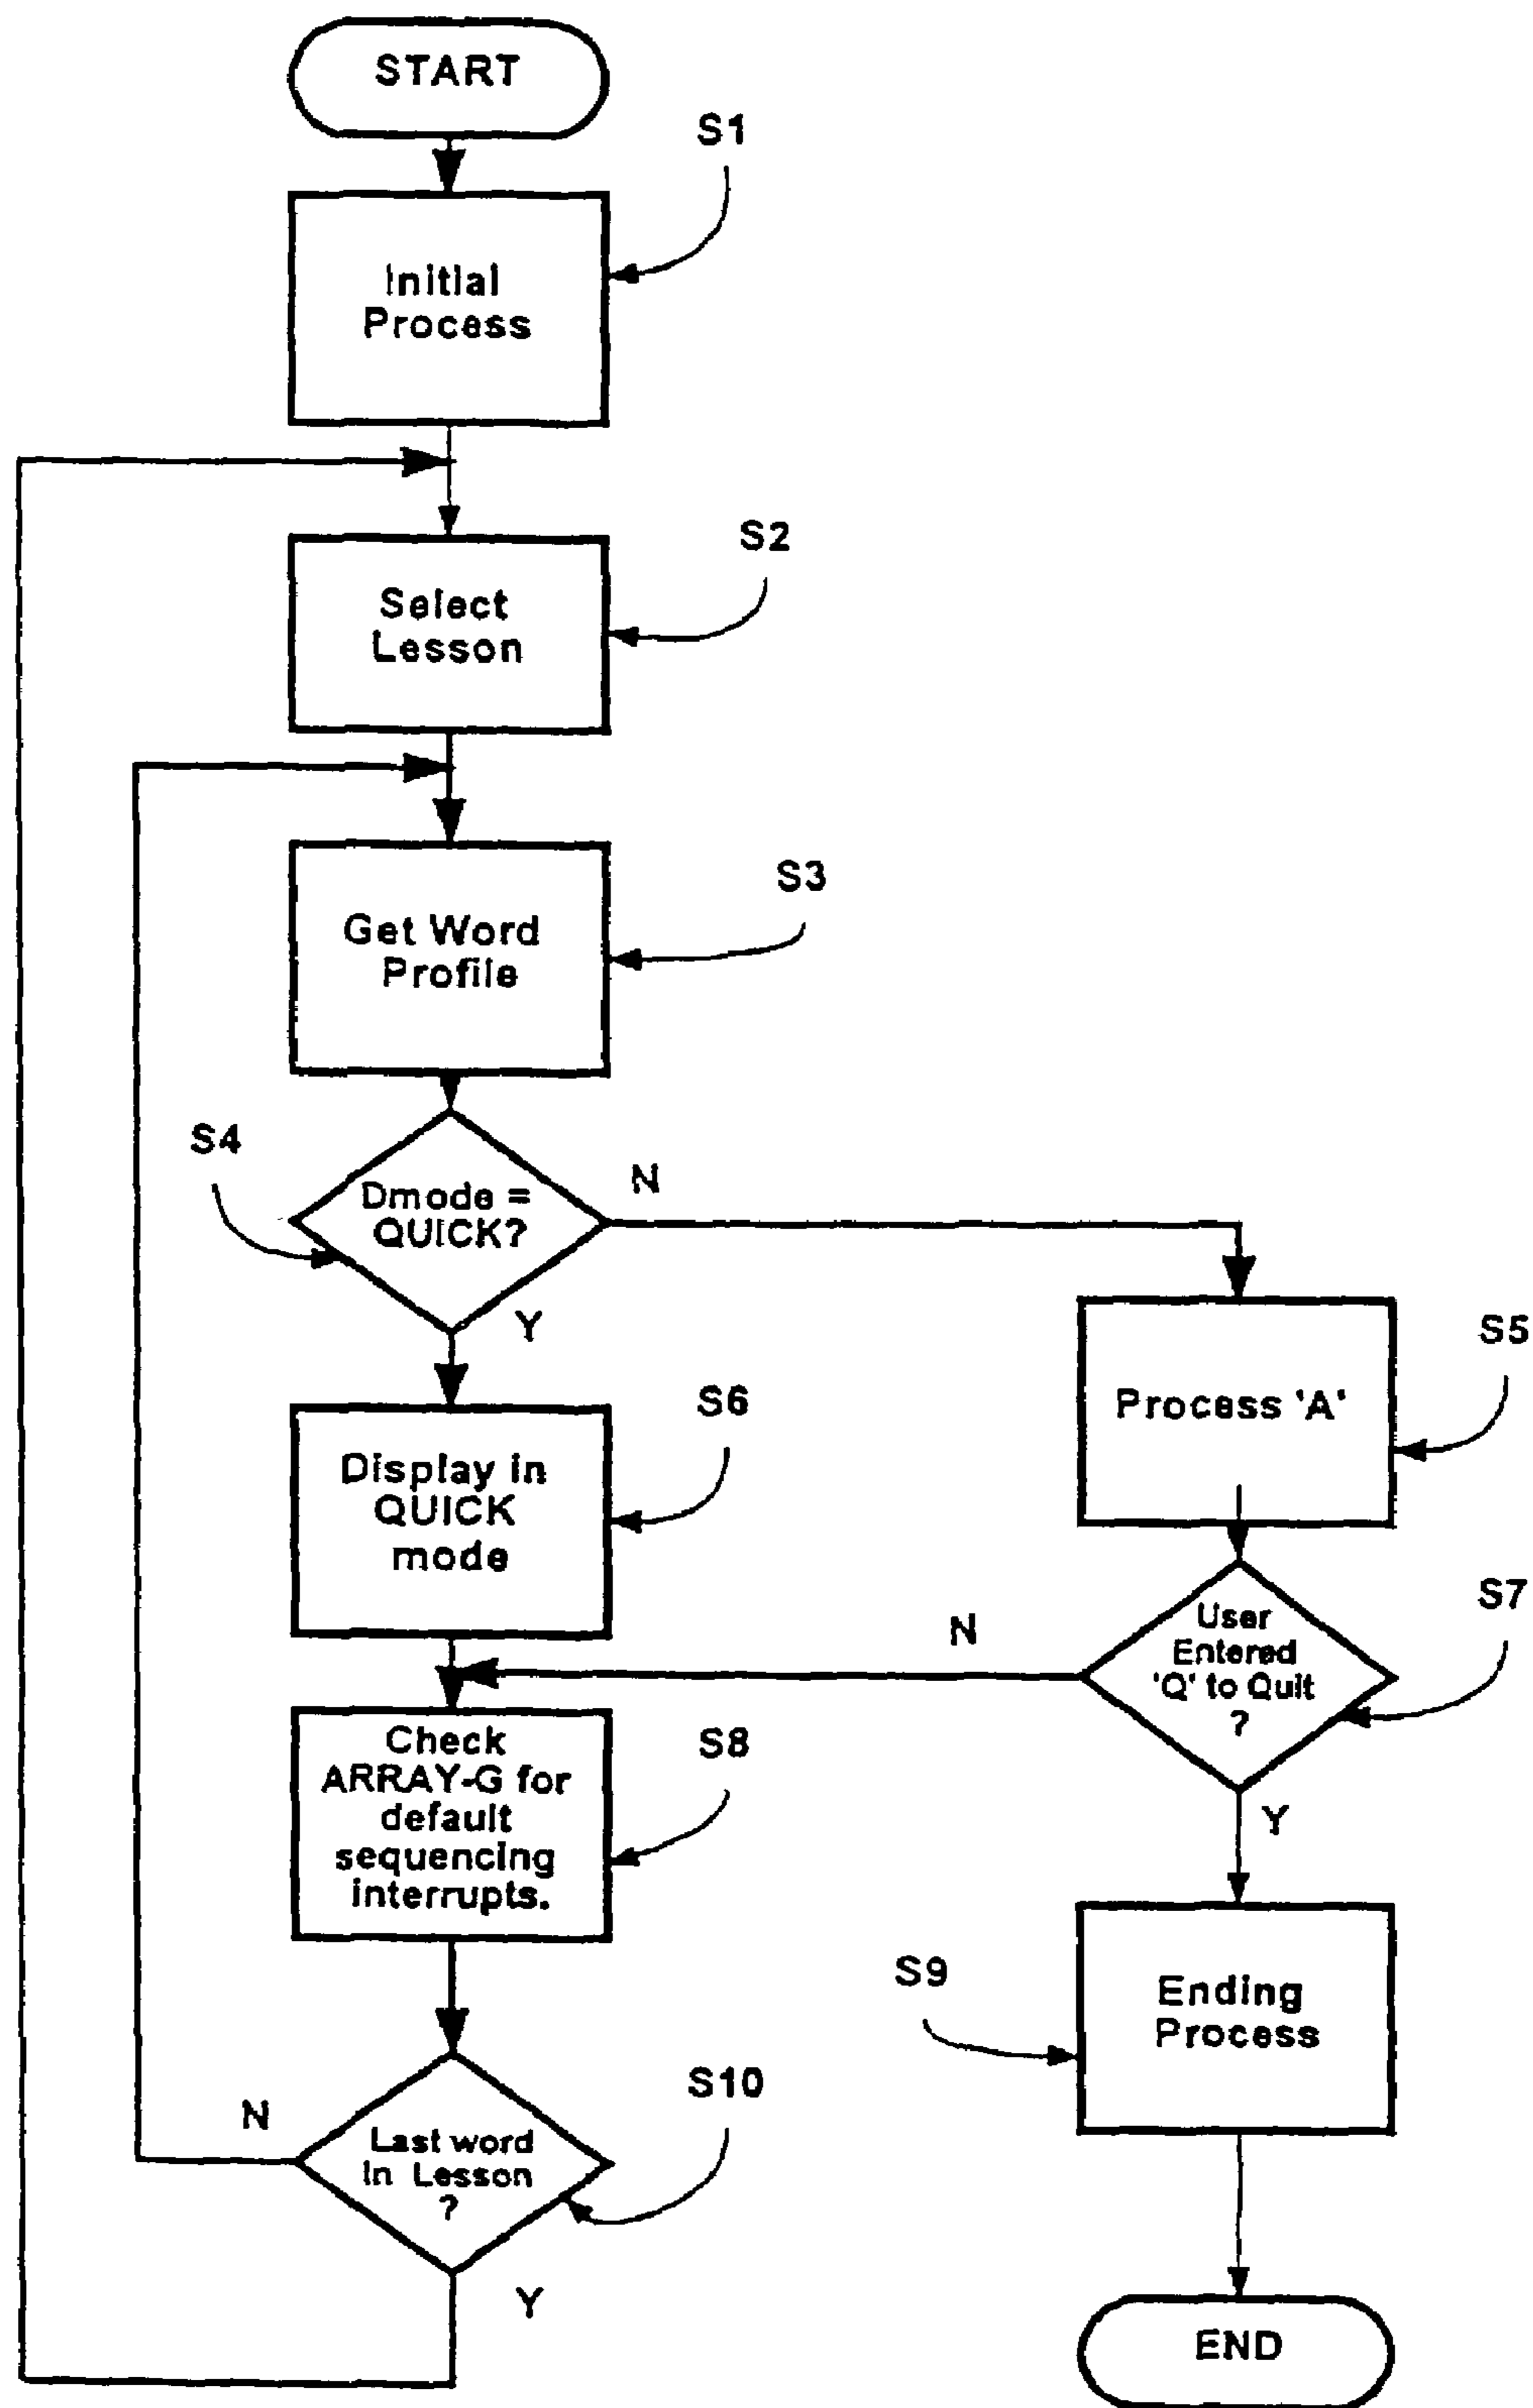 START
S1
Initial
Process
S2
Select
Lesson
S3
Get Word
Profile
S4
Dmode =
QUICK?
N
Y
S5
Process 'A'
S6
Display in
QUICK
mode
S7
User
Entered
'Q' to Quit
?
N
Y
S8
Check
ARRAY-G for
default
sequencing
interrupts.
S9
Ending
Process
S10
Last word
in Lesson
?
N
Y
END